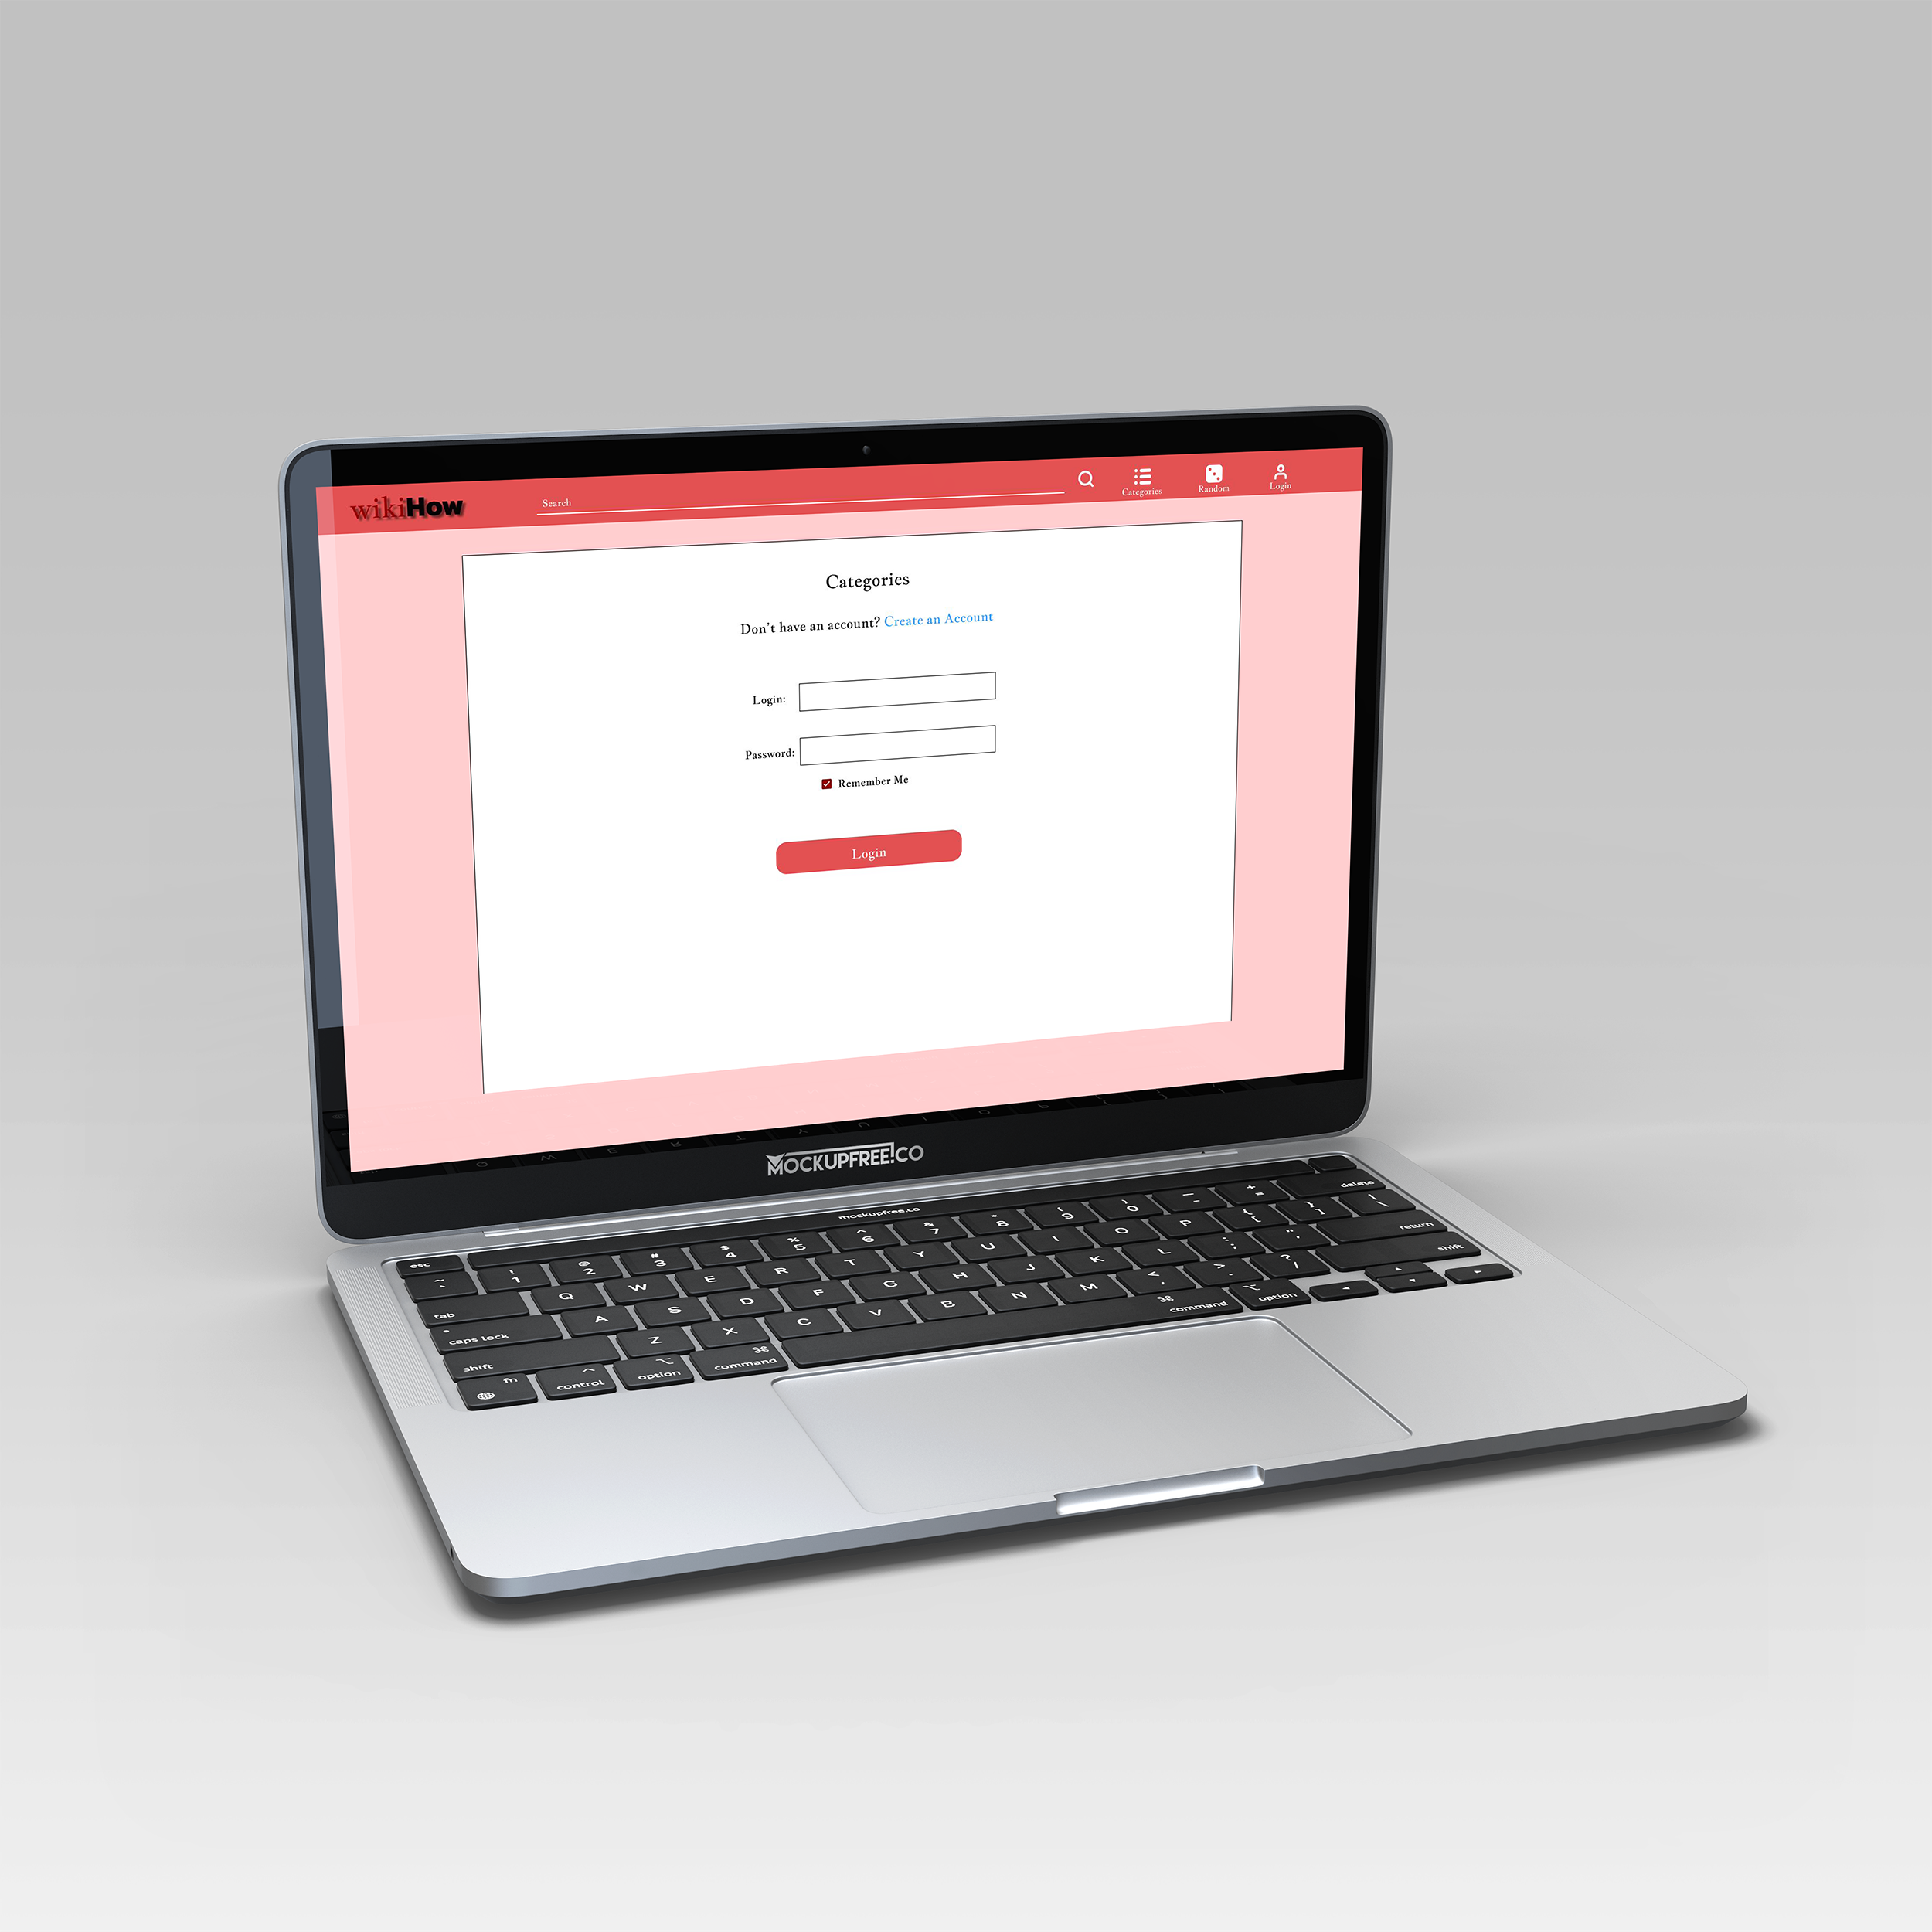 wikiHow
Search
Categories
Random
Login
Categories
Don't have an account? Create an Account
Login:
Password:
Remember Me
Login
MOCKUPFREE!CO
mockupfree.co
esc
~ ` ! 1 @ 2 # 3 $ 4 % 5 ^ 6 & 7 * 8 ( 9 ) 0 — - + = delete
tab Q W E R T Y U I O P { [ } ] | \
caps lock A S D F G H J K L : ; " ' return
shift Z X C V B N M < , > . ? / shift
fn ^ control ⌥ option ⌘ command ⌘ command ⌥ option ◀ ▲ ▼ ▶